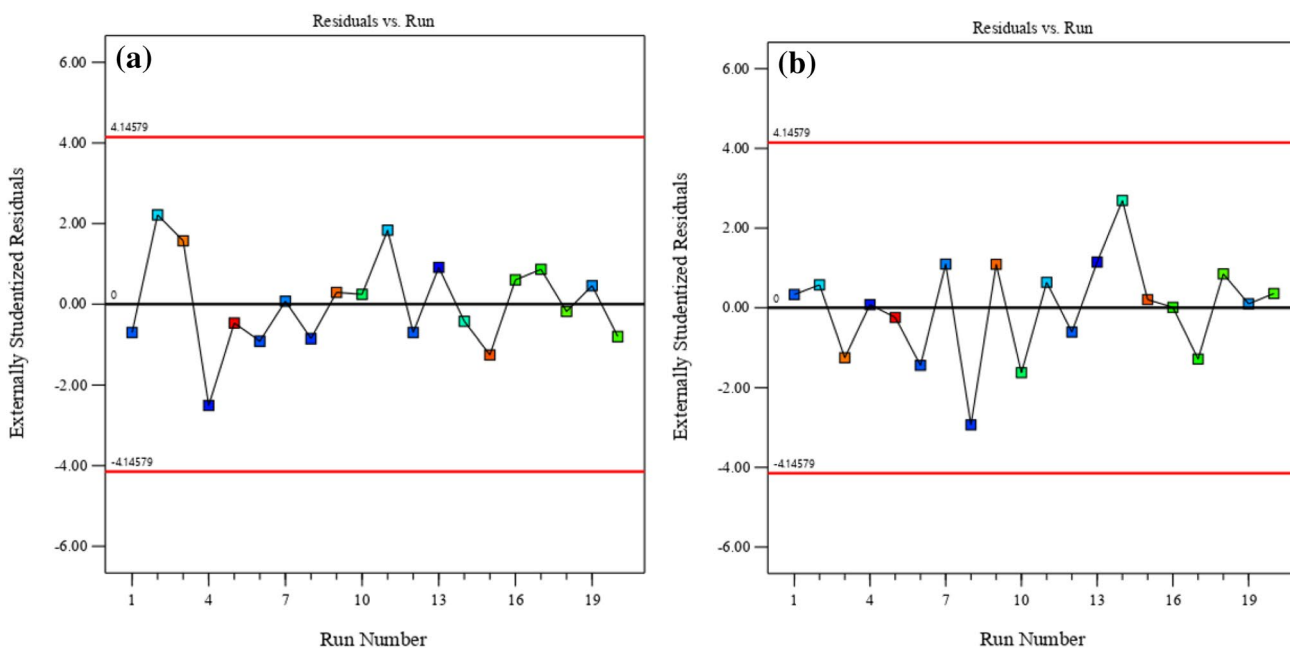 Residuals vs. Run
(a)
6.00
4.14579
4.00
2.00
0
0.00
-2.00
-4.00
-4.14579
-6.00
1 4 7 10 13 16 19
Externally Studentized Residuals
Run Number
Residuals vs. Run
(b)
6.00
4.14579
4.00
2.00
0
0.00
-2.00
-4.00
-4.14579
-6.00
1 4 7 10 13 16 19
Externally Studentized Residuals
Run Number